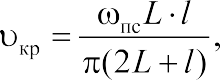 υкр = ωпс L · l / π(2L + l),